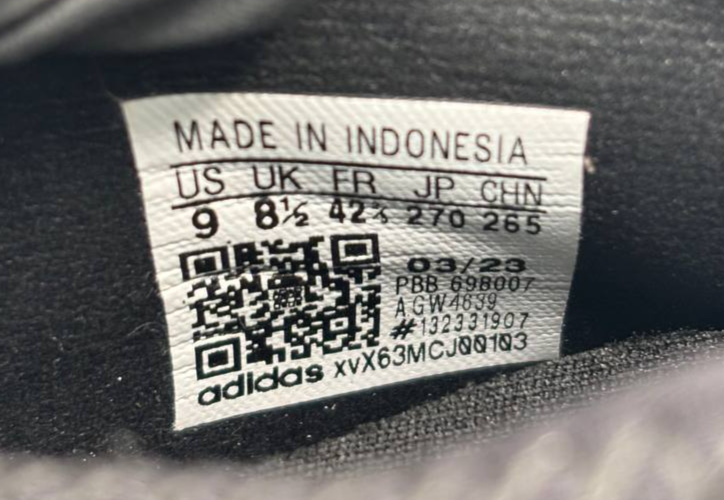 MADE IN INDONESIA
US UK FR JP CHN
9 8½ 42⅔ 270 265
03/23
PBB 698007
A GW4639
#132331907
adidas xvX63MCJ00103